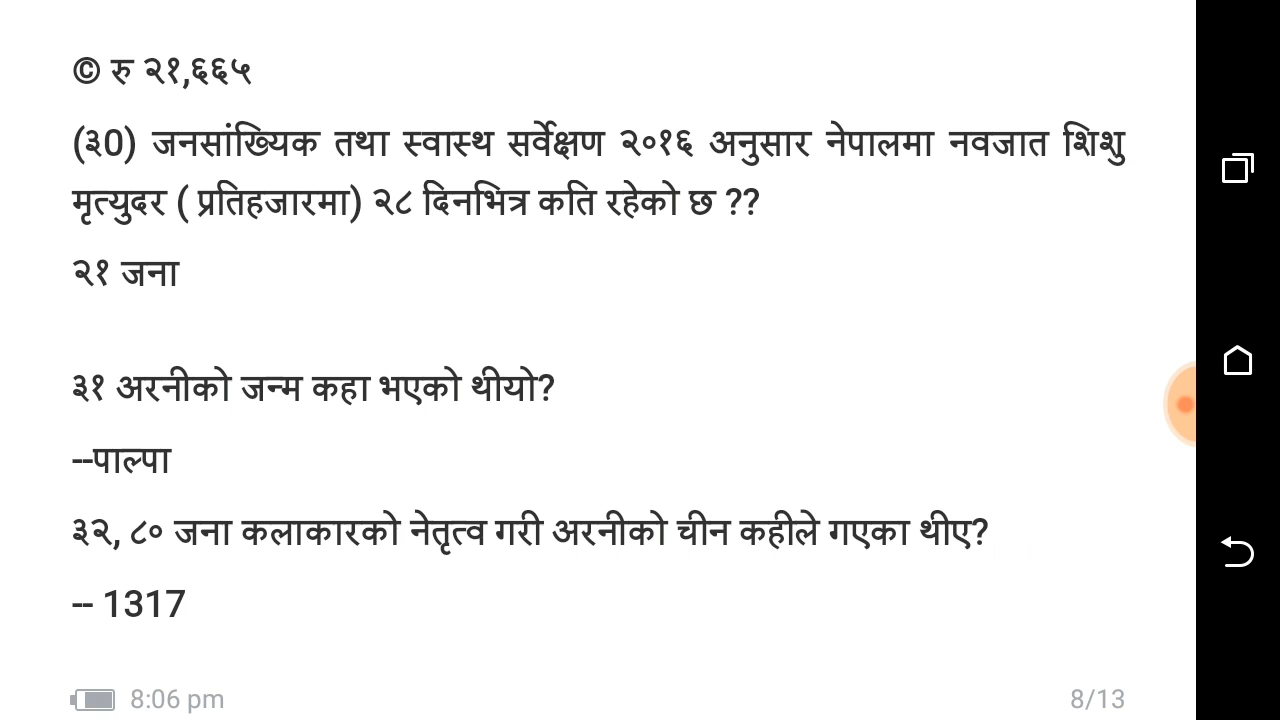 © रु २१,६६५
(३0) जनसांख्यिक तथा स्वास्थ सर्वेक्षण २०१६ अनुसार नेपालमा नवजात शिशु
मृत्युदर ( प्रतिहजारमा) २८ दिनभित्र कति रहेको छ ??
२१ जना
३१ अरनीको जन्म कहा भएको थीयो?
--पाल्पा
३२, ८० जना कलाकारको नेतृत्व गरी अरनीको चीन कहीले गएका थीए?
-- 1317
8:06 pm 8/13